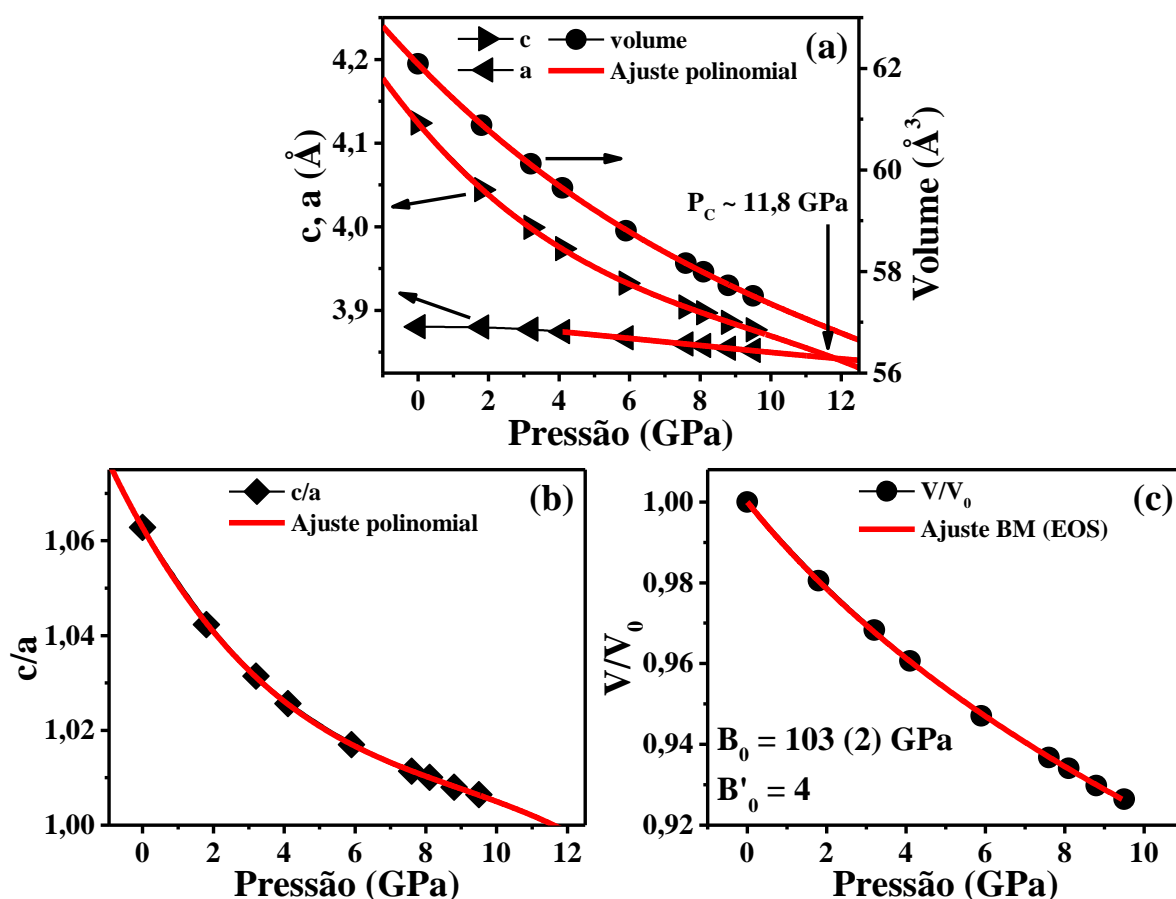 c volume (a)
a Ajuste polinomial
4,2
4,1
4,0
3,9
c, a (Å)
62
60
58
56
Volume (Å³)
P_C ~ 11,8 GPa
0 2 4 6 8 10 12
Pressão (GPa)
c/a (b)
Ajuste polinomial
1,06
1,04
1,02
1,00
c/a
0 2 4 6 8 10 12
Pressão (GPa)
V/V₀ (c)
Ajuste BM (EOS)
1,00
0,98
0,96
0,94
0,92
V/V₀
B₀ = 103 (2) GPa
B'₀ = 4
0 2 4 6 8 10
Pressão (GPa)